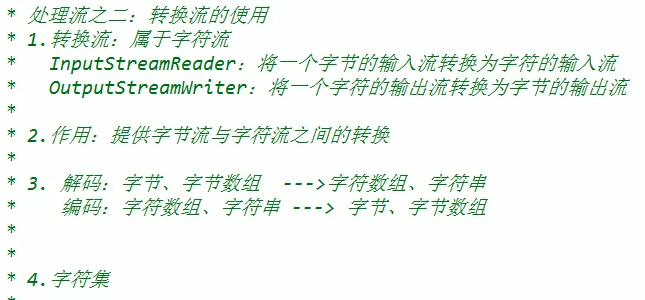 * 处理流之二：转换流的使用
* 1.转换流：属于字符流
*   InputStreamReader：将一个字节的输入流转换为字符的输入流
*   OutputStreamWriter：将一个字符的输出流转换为字节的输出流
*
* 2.作用：提供字节流与字符流之间的转换
*
* 3. 解码：字节、字节数组  --->字符数组、字符串
*    编码：字符数组、字符串 ---> 字节、字节数组
*
*
* 4.字符集
*